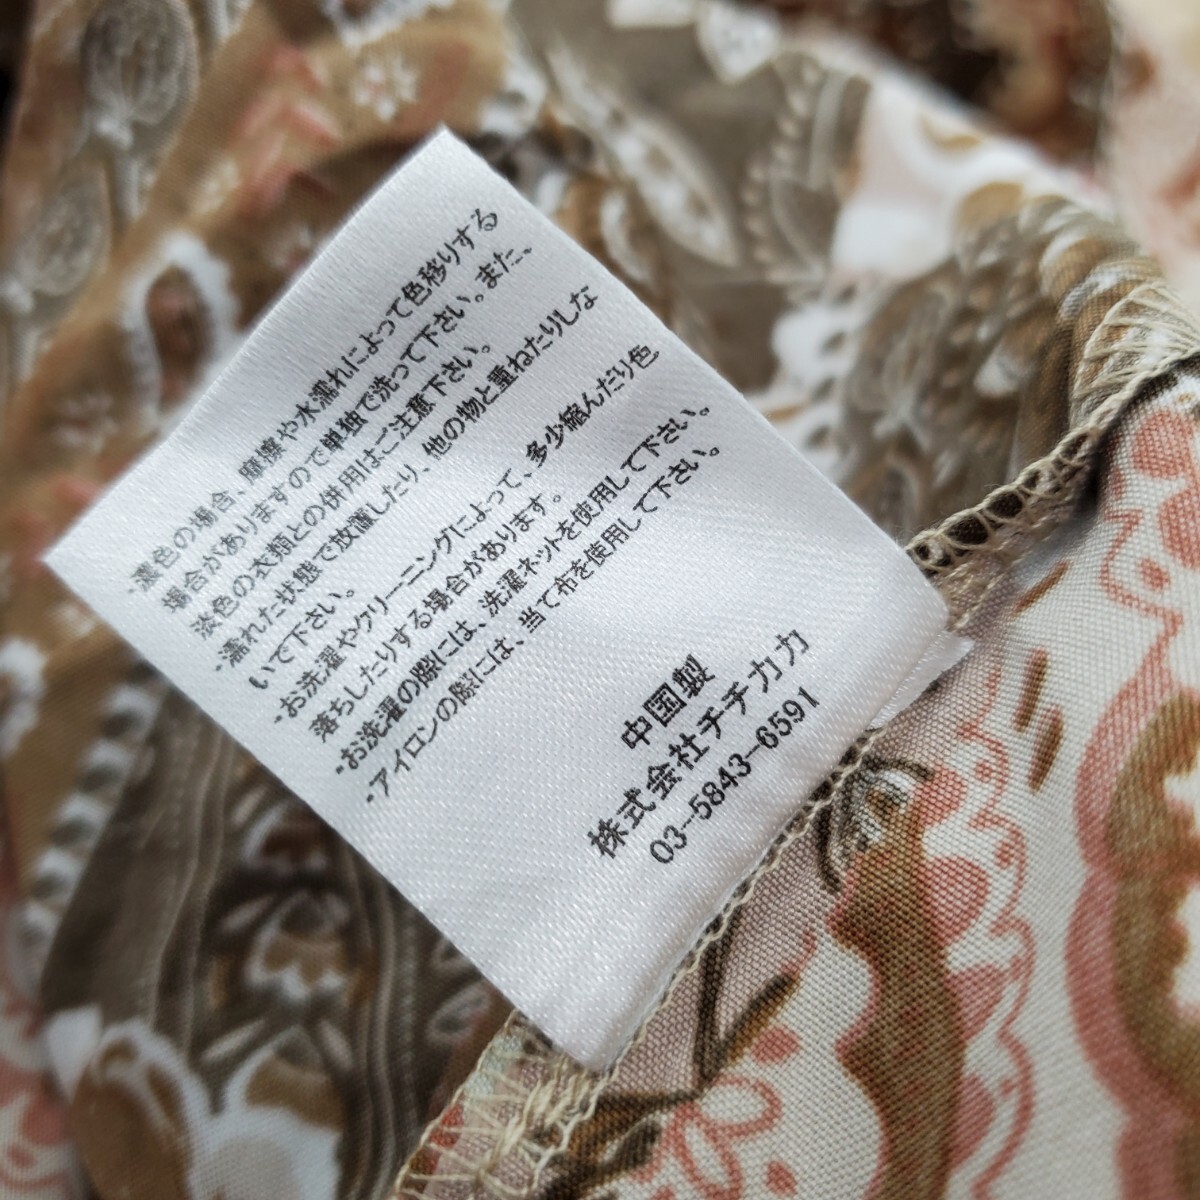 ・濃色の場合、摩擦や水濡れによって色移りする
場合がありますので単独で洗って下さい。また、
淡色の衣類との併用はご注意下さい。
・濡れた状態で放置したり、他の物と重ねたりしな
いで下さい。
・お洗濯やクリーニングによって、多少縮んだり色
落ちしたりする場合があります。
・お洗濯の際には、洗濯ネットを使用して下さい。
・アイロンの際には、当て布を使用して下さい。
中国製
株式会社チチカカ
03-5843-6591